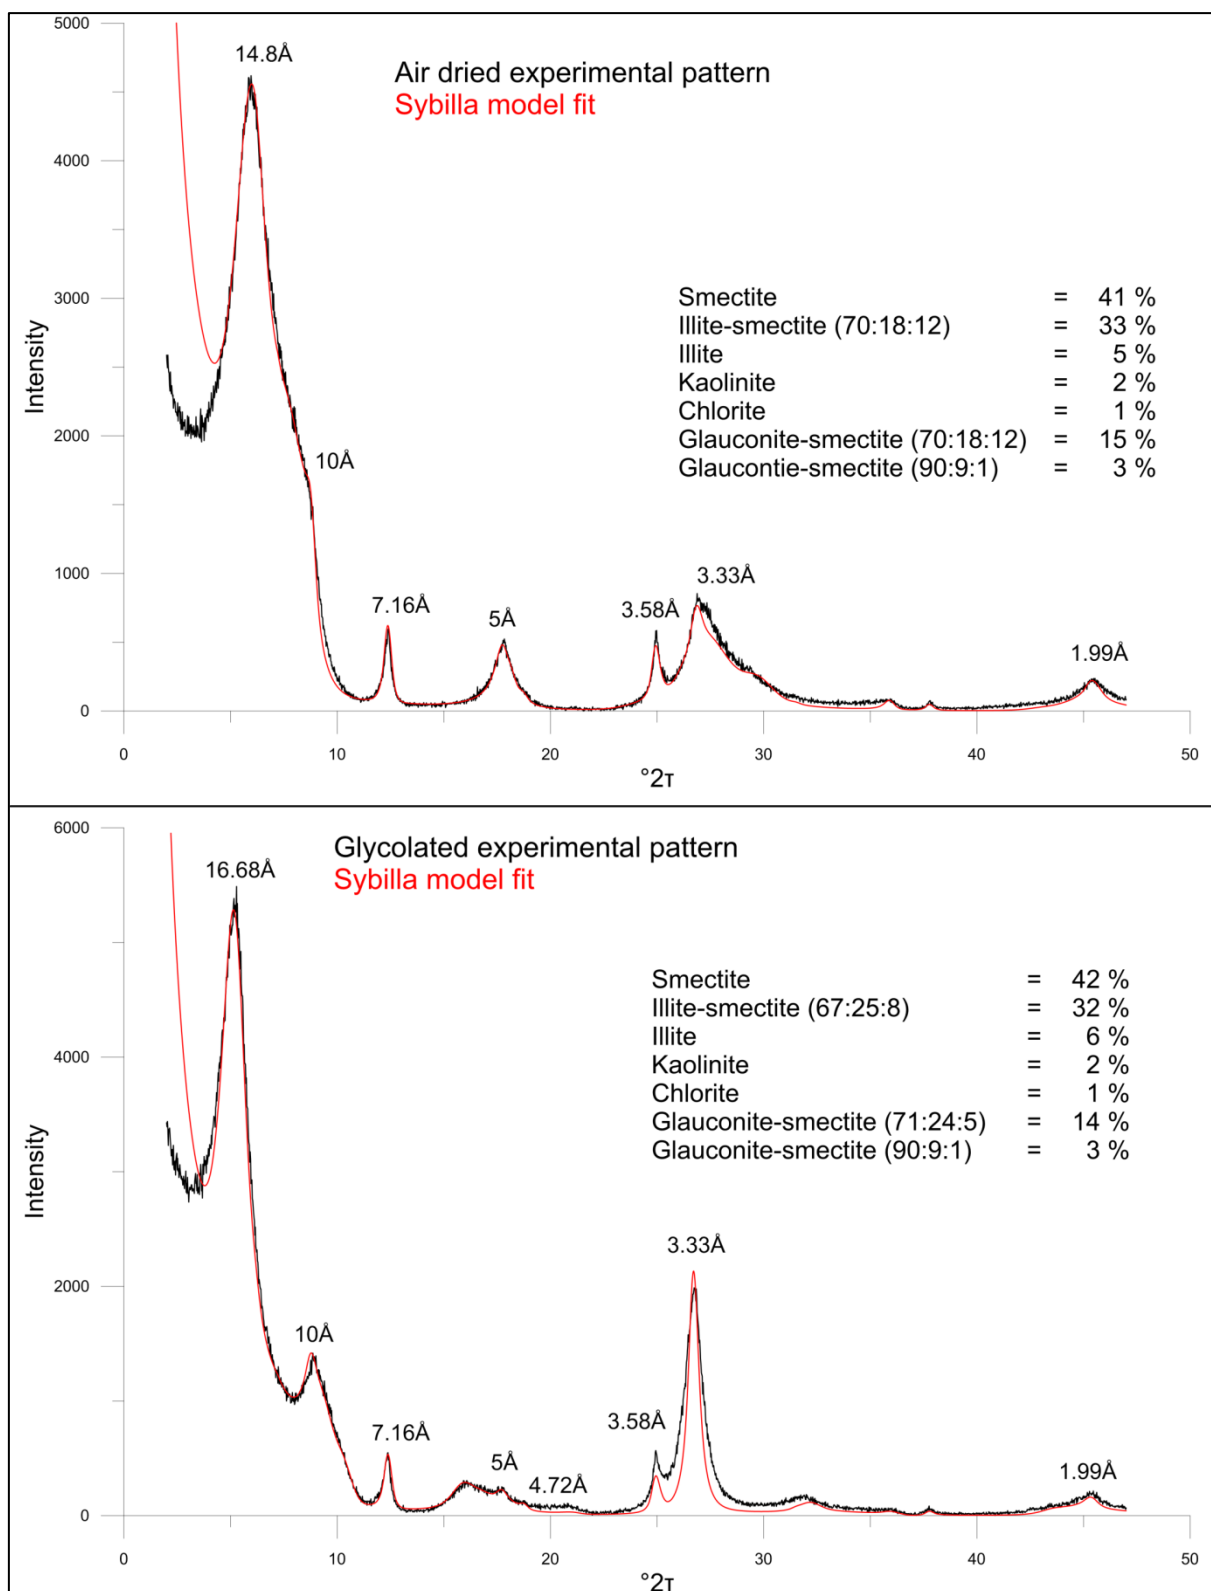 5000
14.8Å
Air dried experimental pattern
Sybilla model fit
4000
3000
Smectite = 41 %
Illite-smectite (70:18:12) = 33 %
Illite = 5 %
Kaolinite = 2 %
Chlorite = 1 %
Glauconite-smectite (70:18:12) = 15 %
Glaucontie-smectite (90:9:1) = 3 %
Intensity
2000
10Å
1000
7.16Å
5Å
3.58Å
3.33Å
1.99Å
0
0 10 20 30 40 50
°2τ
6000
Glycolated experimental pattern
Sybilla model fit
16.68Å
Smectite = 42 %
Illite-smectite (67:25:8) = 32 %
Illite = 6 %
Kaolinite = 2 %
Chlorite = 1 %
Glauconite-smectite (71:24:5) = 14 %
Glauconite-smectite (90:9:1) = 3 %
4000
Intensity
2000
10Å
3.33Å
7.16Å
5Å
4.72Å
3.58Å
1.99Å
0
0 10 20 30 40 50
°2τ